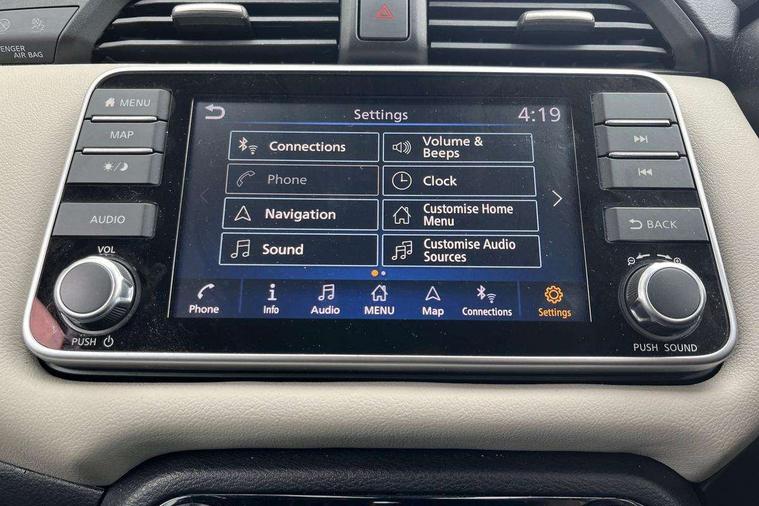 ENGER
AIR BAG
MENU
MAP
AUDIO
VOL
PUSH
Settings
4:19
Connections
Volume &
Beeps
Phone
Clock
Navigation
Customise Home
Menu
Sound
Customise Audio
Sources
Phone
Info
Audio
MENU
Map
Connections
Settings
BACK
PUSH SOUND